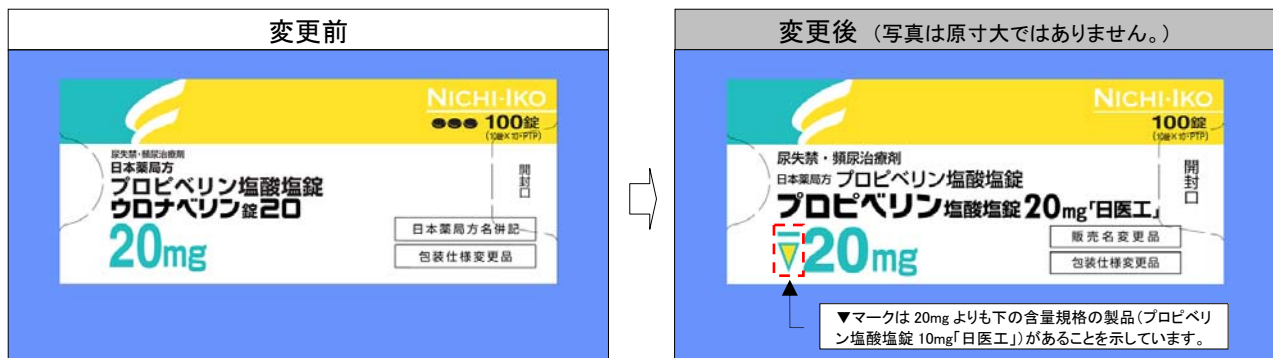 変更前
NICHI-IKO
100錠
(10錠×10:PTP)
尿失禁・頻尿治療剤
日本薬局方
プロピベリン塩酸塩錠
ウロナベリン錠20
20mg
開封口
日本薬局方名併記
包装仕様変更品
変更後 (写真は原寸大ではありません。)
NICHI-IKO
100錠
(10錠×10:PTP)
尿失禁・頻尿治療剤
日本薬局方 プロピベリン塩酸塩錠
プロピベリン塩酸塩錠20mg「日医工」
20mg
開封口
販売名変更品
包装仕様変更品
▼マークは 20mg よりも下の含量規格の製品(プロピベリ
ン塩酸塩錠 10mg「日医工」)があることを示しています。